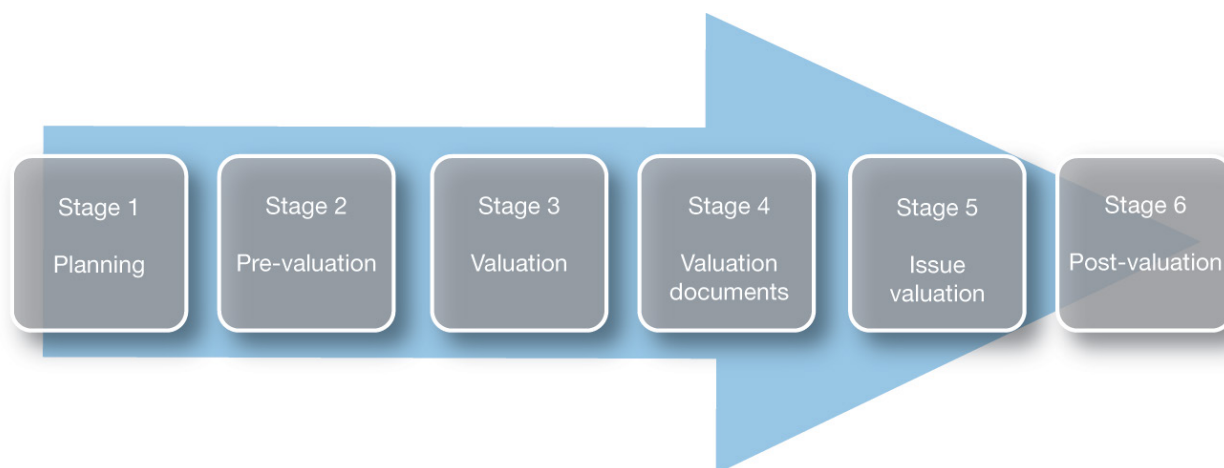 Stage 1
Planning
Stage 2
Pre-valuation
Stage 3
Valuation
Stage 4
Valuation
documents
Stage 5
Issue
valuation
Stage 6
Post-valuation